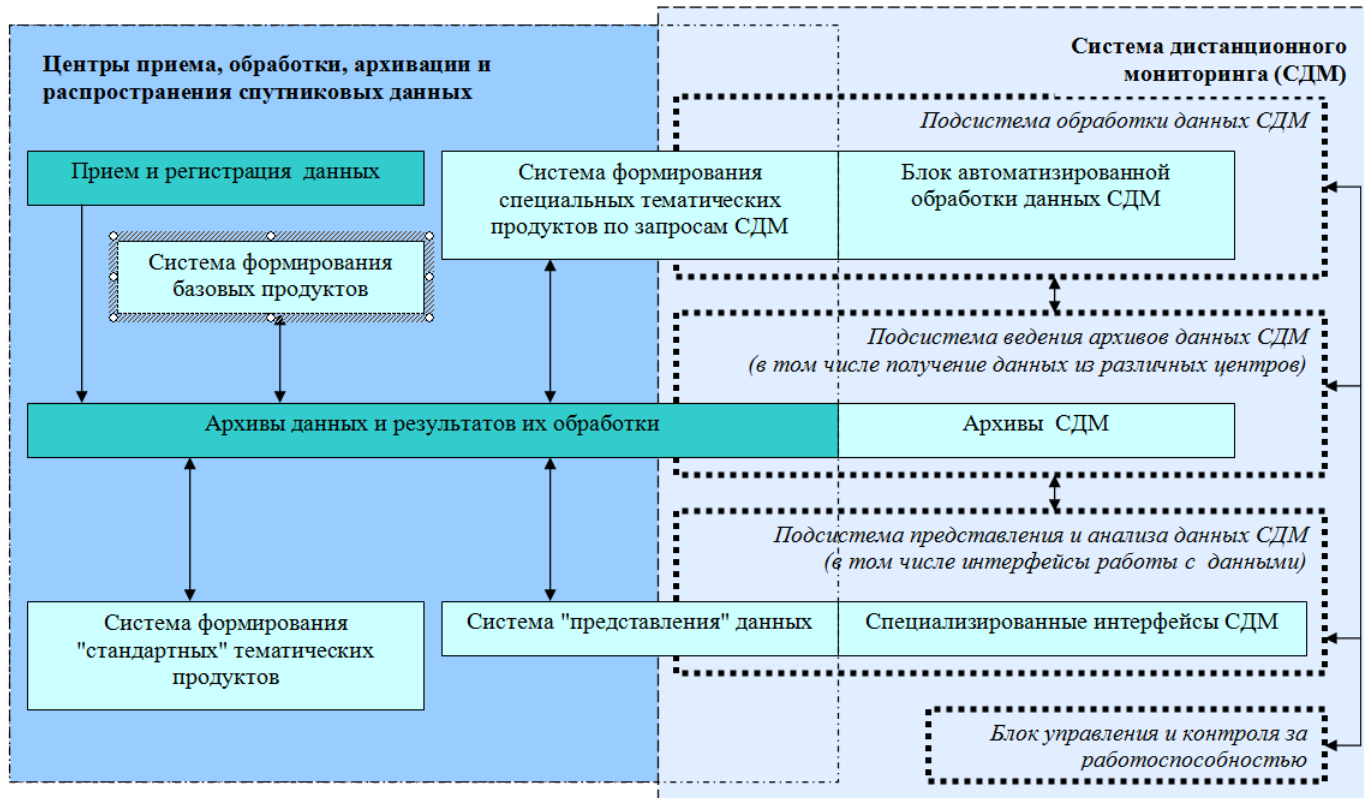 Центры приема, обработки, архивации и
распространения спутниковых данных
Система дистанционного
мониторинга (СДМ)
Подсистема обработки данных СДМ
Прием и регистрация данных
Система формирования
специальных тематических
продуктов по запросам СДМ
Блок автоматизированной
обработки данных СДМ
Система формирования
базовых продуктов
Подсистема ведения архивов данных СДМ
(в том числе получение данных из различных центров)
Архивы данных и результатов их обработки
Архивы СДМ
Подсистема представления и анализа данных СДМ
(в том числе интерфейсы работы с данными)
Система формирования
"стандартных" тематических
продуктов
Система "представления" данных
Специализированные интерфейсы СДМ
Блок управления и контроля за
работоспособностью